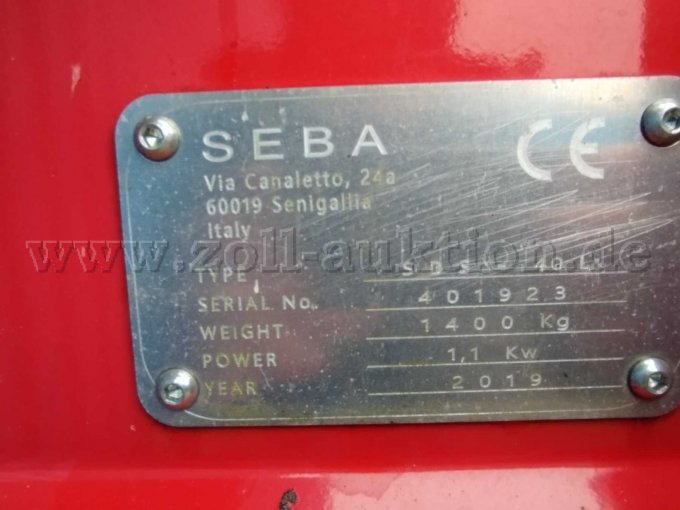 SEBA CE
Via Canaletto, 24a
60019 Senigallia
Italy
www.zoll-auktion.de
TYPE
SERIAL No. 401923
WEIGHT 1400 Kg
POWER 1,1 Kw
YEAR 2019